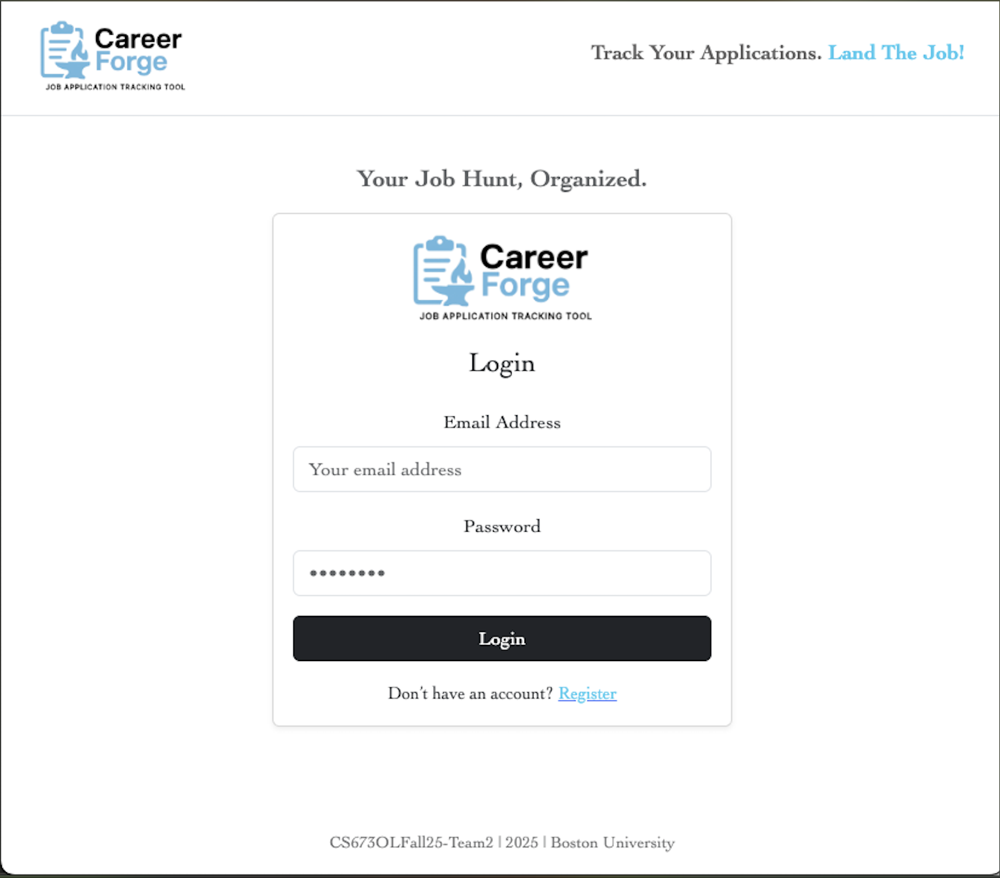 Career
Forge
JOB APPLICATION TRACKING TOOL
Track Your Applications. Land The Job!
Your Job Hunt, Organized.
Career
Forge
JOB APPLICATION TRACKING TOOL
Login
Email Address
Your email address
Password
••••••••
Login
Don’t have an account? Register
CS673OLFall25-Team2 | 2025 | Boston University